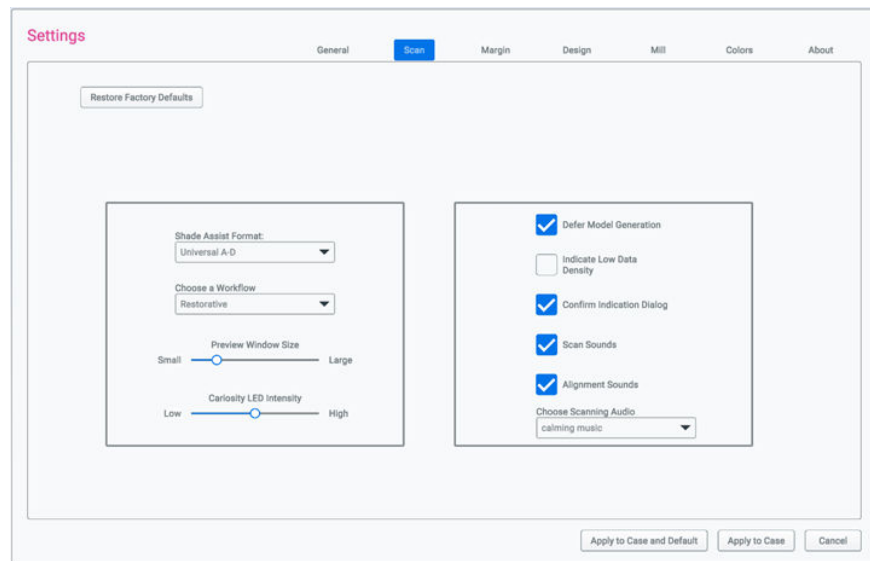 Settings
General
Scan
Margin
Design
Mill
Colors
About
Restore Factory Defaults
Shade Assist Format:
Universal A-D
Choose a Workflow
Restorative
Preview Window Size
Small
Large
Cariosity LED Intensity
Low
High
Defer Model Generation
Indicate Low Data
Density
Confirm Indication Dialog
Scan Sounds
Alignment Sounds
Choose Scanning Audio
calming music
Apply to Case and Default
Apply to Case
Cancel